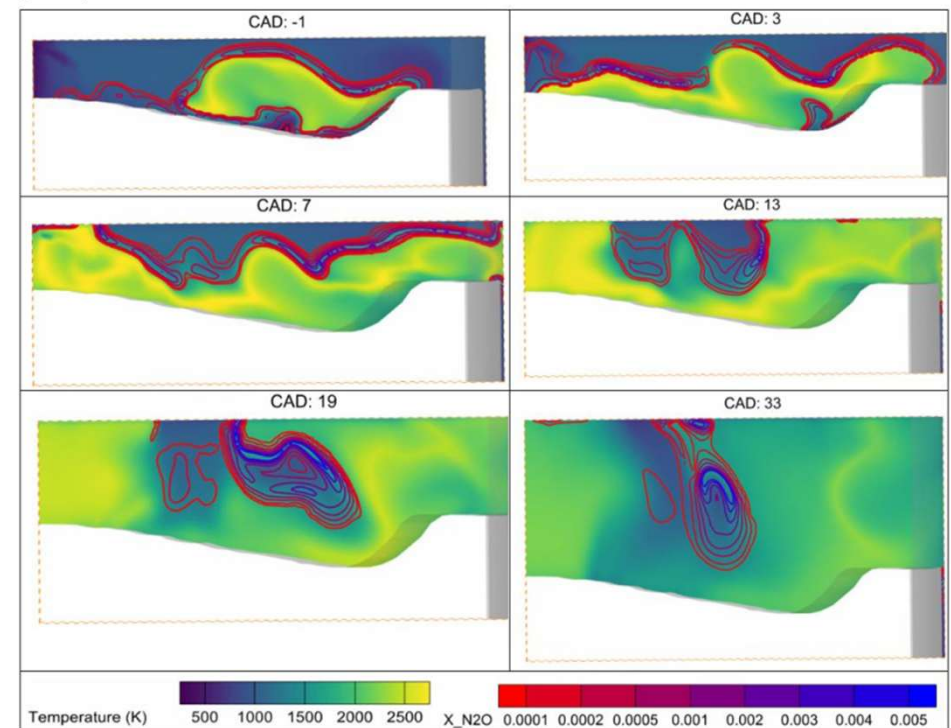 CAD: -1
CAD: 3
CAD: 7
CAD: 13
CAD: 19
CAD: 33
Temperature (K) 500 1000 1500 2000 2500
X_N2O 0.0001 0.0002 0.0005 0.001 0.002 0.003 0.004 0.005